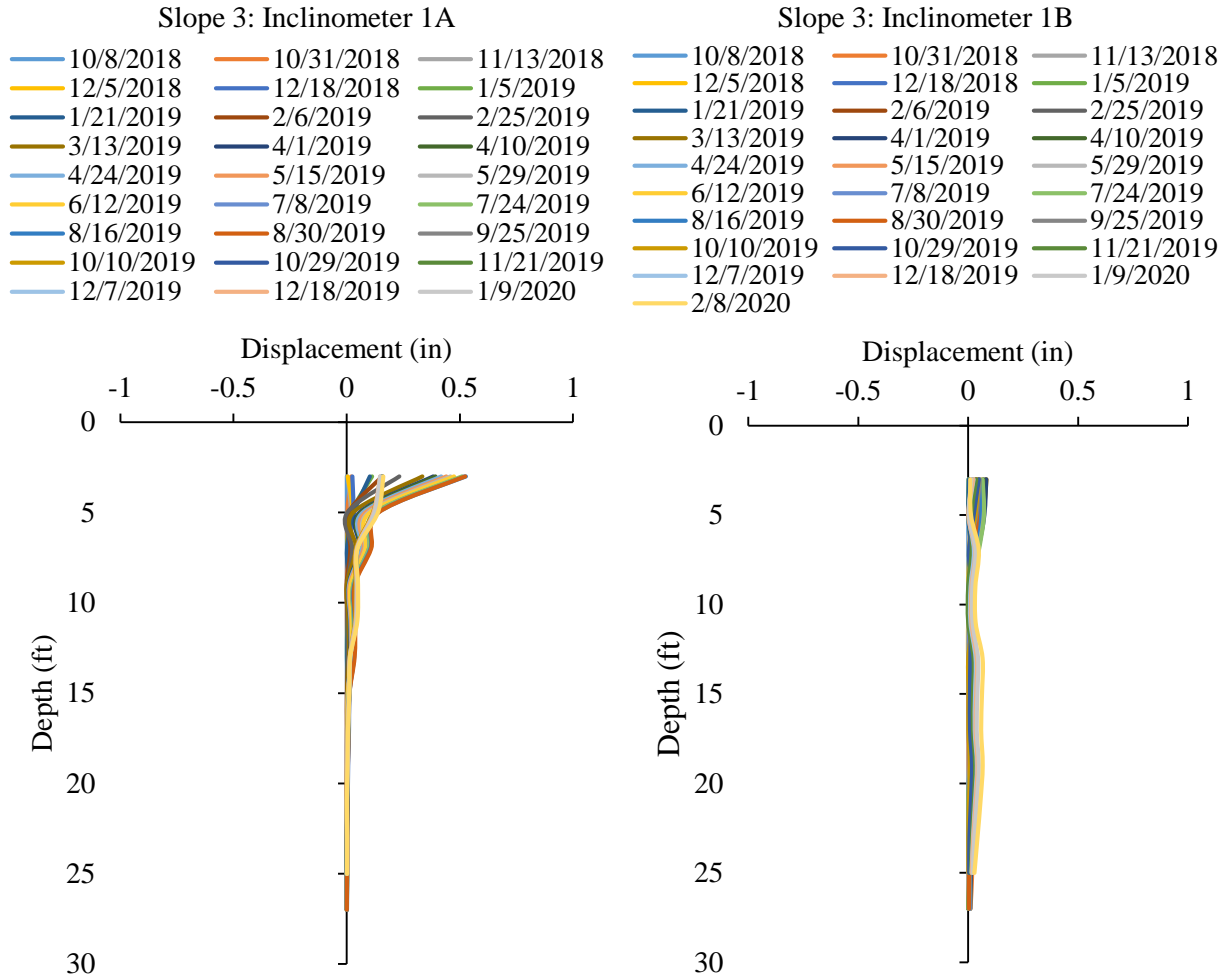 Slope 3: Inclinometer 1A
10/8/2018 10/31/2018 11/13/2018
12/5/2018 12/18/2018 1/5/2019
1/21/2019 2/6/2019 2/25/2019
3/13/2019 4/1/2019 4/10/2019
4/24/2019 5/15/2019 5/29/2019
6/12/2019 7/8/2019 7/24/2019
8/16/2019 8/30/2019 9/25/2019
10/10/2019 10/29/2019 11/21/2019
12/7/2019 12/18/2019 1/9/2020
Displacement (in)
-1 -0.5 0 0.5 1
0
5
10
15
20
25
30
Depth (ft)
Slope 3: Inclinometer 1B
10/8/2018 10/31/2018 11/13/2018
12/5/2018 12/18/2018 1/5/2019
1/21/2019 2/6/2019 2/25/2019
3/13/2019 4/1/2019 4/10/2019
4/24/2019 5/15/2019 5/29/2019
6/12/2019 7/8/2019 7/24/2019
8/16/2019 8/30/2019 9/25/2019
10/10/2019 10/29/2019 11/21/2019
12/7/2019 12/18/2019 1/9/2020
2/8/2020
Displacement (in)
-1 -0.5 0 0.5 1
0
5
10
15
20
25
30
Depth (ft)